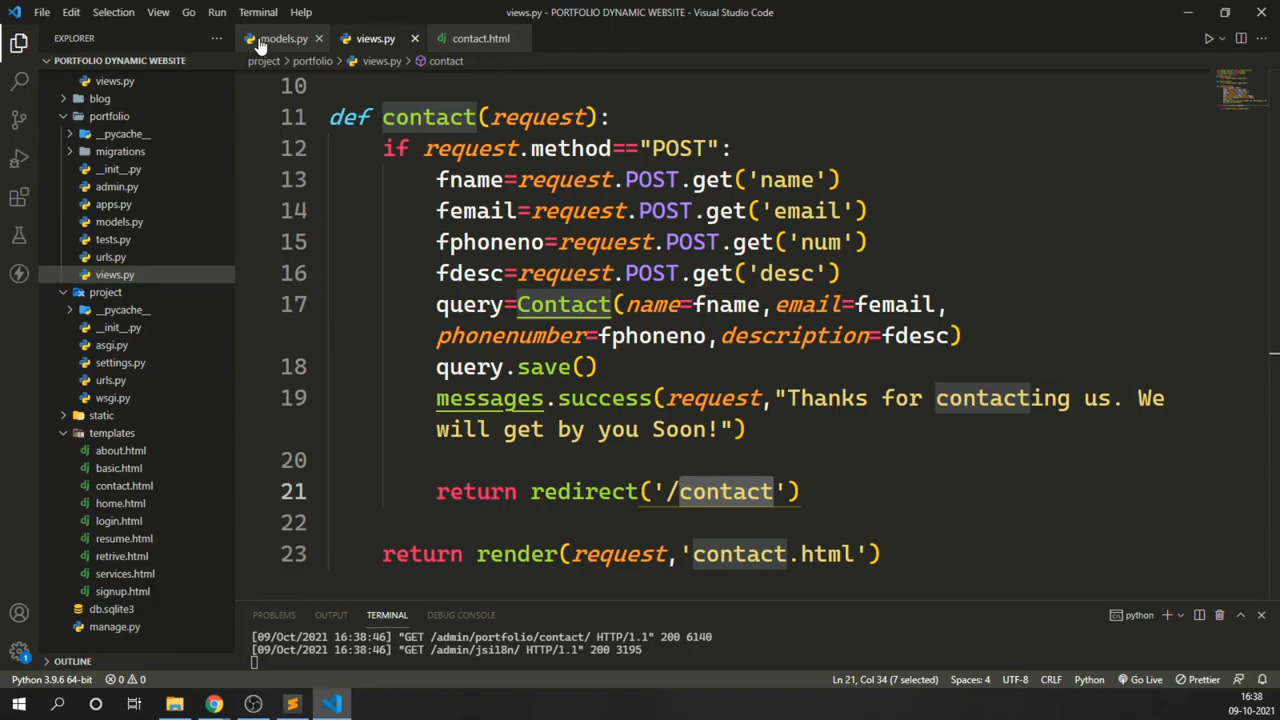 File Edit Selection View Go Run Terminal Help
views.py - PORTFOLIO DYNAMIC WEBSITE - Visual Studio Code
EXPLORER
models.py
views.py
contact.html
PORTFOLIO DYNAMIC WEBSITE
project > portfolio > views.py > contact
views.py
blog
portfolio
__pycache__
migrations
__init__.py
admin.py
apps.py
models.py
tests.py
urls.py
views.py
project
__pycache__
__init__.py
asgi.py
settings.py
urls.py
wsgi.py
static
templates
about.html
basic.html
contact.html
home.html
login.html
resume.html
retrive.html
services.html
signup.html
db.sqlite3
manage.py
OUTLINE
10
11 def contact(request):
12 if request.method=="POST":
13 fname=request.POST.get('name')
14 femail=request.POST.get('email')
15 fphoneno=request.POST.get('num')
16 fdesc=request.POST.get('desc')
17 query=Contact(name=fname,email=femail,
phonenumber=fphoneno,description=fdesc)
18 query.save()
19 messages.success(request,"Thanks for contacting us. We
will get by you Soon!")
20
21 return redirect('/contact')
22
23 return render(request,'contact.html')
PROBLEMS OUTPUT TERMINAL DEBUG CONSOLE
python
[09/Oct/2021 16:38:46] "GET /admin/portfolio/contact/ HTTP/1.1" 200 6140
[09/Oct/2021 16:38:46] "GET /admin/jsi18n/ HTTP/1.1" 200 3195
1
Python 3.9.6 64-bit 0 0
Ln 21, Col 34 (7 selected) Spaces: 4 UTF-8 CRLF Python Go Live Prettier
16:38
09-10-2021